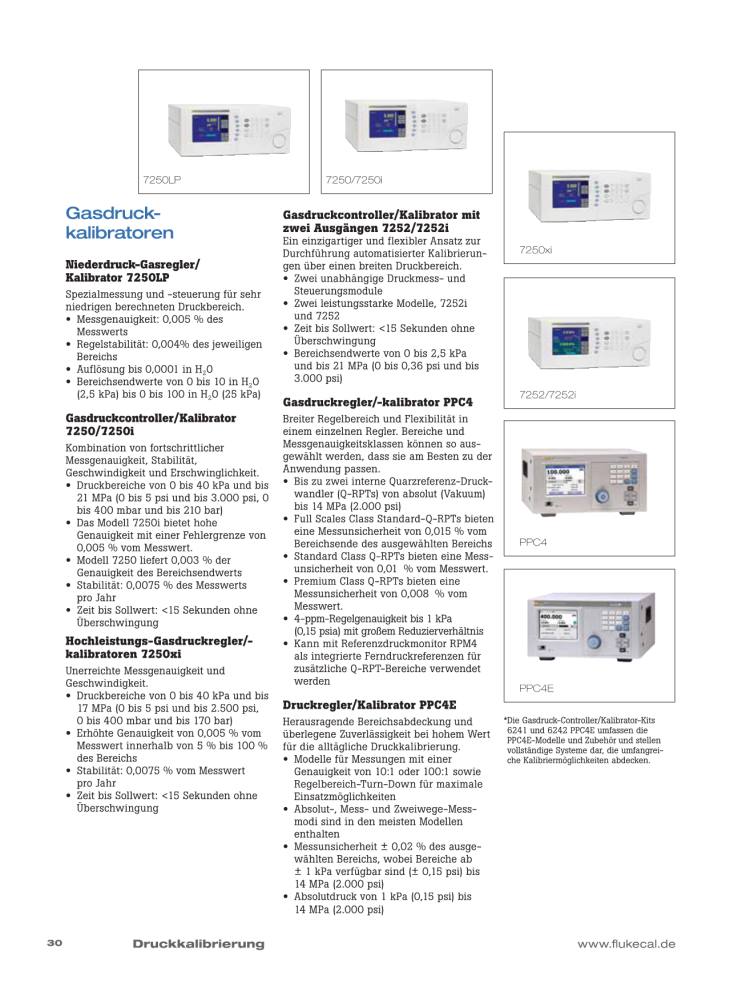 7250LP
7250/7250i
Gasdruck-
kalibratoren
Niederdruck-Gasregler/
Kalibrator 7250LP
Spezialmessung und -steuerung für sehr
niedrigen berechneten Druckbereich.
• Messgenauigkeit: 0,005 % des
Messwerts
• Regelstabilität: 0,004% des jeweiligen
Bereichs
• Auflösung bis 0,0001 in H₂O
• Bereichsendwerte von 0 bis 10 in H₂O
(2,5 kPa) bis 0 bis 100 in H₂O (25 kPa)
Gasdruckcontroller/Kalibrator
7250/7250i
Kombination von fortschrittlicher
Messgenauigkeit, Stabilität,
Geschwindigkeit und Erschwinglichkeit.
• Druckbereiche von 0 bis 40 kPa und bis
21 MPa (0 bis 5 psi und bis 3.000 psi, 0
bis 400 mbar und bis 210 bar)
• Das Modell 7250i bietet hohe
Genauigkeit mit einer Fehlergrenze von
0,005 % vom Messwert.
• Modell 7250 liefert 0,003 % der
Genauigkeit des Bereichsendwerts
• Stabilität: 0,0075 % des Messwerts
pro Jahr
• Zeit bis Sollwert: <15 Sekunden ohne
Überschwingung
Hochleistungs-Gasdruckregler/-
kalibratoren 7250xi
Unerreichte Messgenauigkeit und
Geschwindigkeit.
• Druckbereiche von 0 bis 40 kPa und bis
17 MPa (0 bis 5 psi und bis 2.500 psi,
0 bis 400 mbar und bis 170 bar)
• Erhöhte Genauigkeit von 0,005 % vom
Messwert innerhalb von 5 % bis 100 %
des Bereichs
• Stabilität: 0,0075 % vom Messwert
pro Jahr
• Zeit bis Sollwert: <15 Sekunden ohne
Überschwingung
Gasdruckcontroller/Kalibrator mit
zwei Ausgängen 7252/7252i
Ein einzigartiger und flexibler Ansatz zur
Durchführung automatisierter Kalibrierun-
gen über einen breiten Druckbereich.
• Zwei unabhängige Druckmess- und
Steuerungsmodule
• Zwei leistungsstarke Modelle, 7252i
und 7252
• Zeit bis Sollwert: <15 Sekunden ohne
Überschwingung
• Bereichsendwerte von 0 bis 2,5 kPa
und bis 21 MPa (0 bis 0,36 psi und bis
3.000 psi)
Gasdruckregler/-kalibrator PPC4
Breiter Regelbereich und Flexibilität in
einem einzelnen Regler. Bereiche und
Messgenauigkeitsklassen können so aus-
gewählt werden, dass sie am Besten zu der
Anwendung passen.
• Bis zu zwei interne Quarzreferenz-Druck-
wandler (Q-RPTs) von absolut (Vakuum)
bis 14 MPa (2.000 psi)
• Full Scales Class Standard-Q-RPTs bieten
eine Messunsicherheit von 0,015 % vom
Bereichsende des ausgewählten Bereichs
• Standard Class Q-RPTs bieten eine Mess-
unsicherheit von 0,01 % vom Messwert.
• Premium Class Q-RPTs bieten eine
Messunsicherheit von 0,008 % vom
Messwert.
• 4-ppm-Regelgenauigkeit bis 1 kPa
(0,15 psia) mit großem Reduzierverhältnis
• Kann mit Referenzdruckmonitor RPM4
als integrierte Ferndruckreferenzen für
zusätzliche Q-RPT-Bereiche verwendet
werden
Druckregler/Kalibrator PPC4E
Herausragende Bereichsabdeckung und
überlegene Zuverlässigkeit bei hohem Wert
für die alltägliche Druckkalibrierung.
• Modelle für Messungen mit einer
Genauigkeit von 10:1 oder 100:1 sowie
Regelbereich-Turn-Down für maximale
Einsatzmöglichkeiten
• Absolut-, Mess- und Zweiwege-Mess-
modi sind in den meisten Modellen
enthalten
• Messunsicherheit ± 0,02 % des ausge-
wählten Bereichs, wobei Bereiche ab
± 1 kPa verfügbar sind (± 0,15 psi) bis
14 MPa (2.000 psi)
• Absolutdruck von 1 kPa (0,15 psi) bis
14 MPa (2.000 psi)
7250xi
7252/7252i
100.000
PPC4
400.000
PPC4E
*Die Gasdruck-Controller/Kalibrator-Kits
6241 und 6242 PPC4E umfassen die
PPC4E-Modelle und Zubehör und stellen
vollständige Systeme dar, die umfangrei-
che Kalibriermöglichkeiten abdecken.
30
Druckkalibrierung
www.flukecal.de